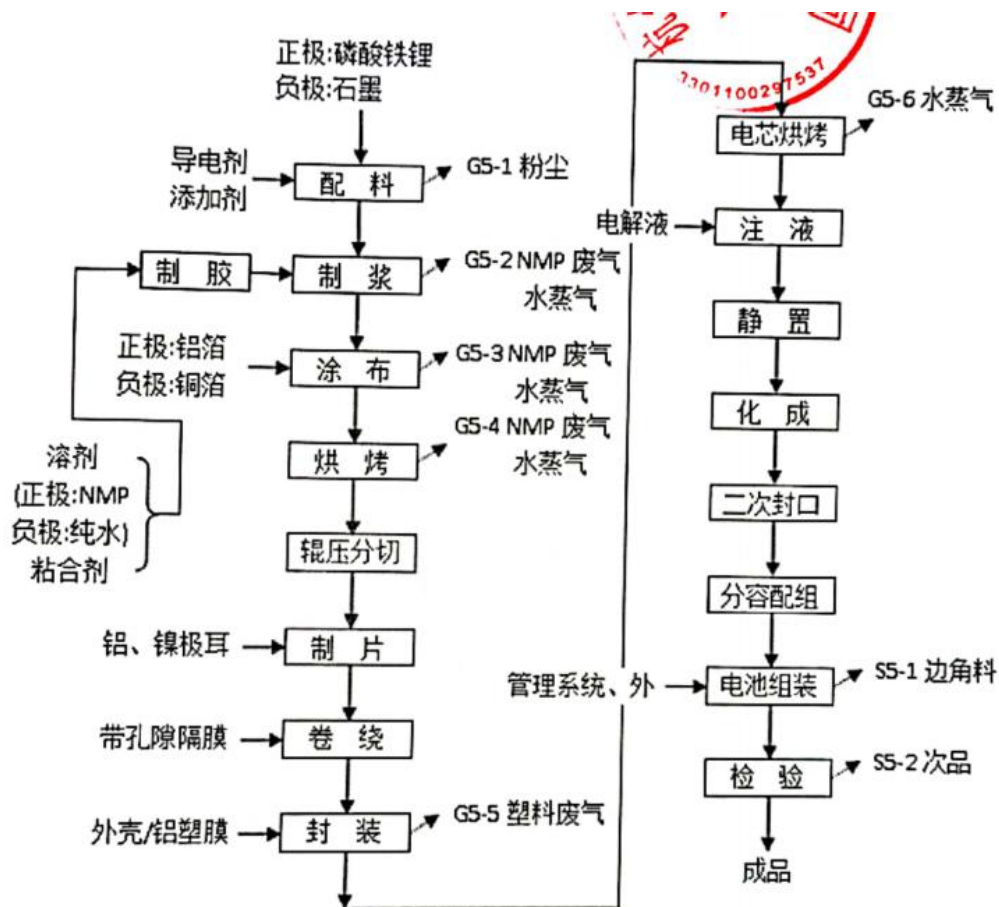 正极:磷酸铁锂
负极:石墨
导电剂
添加剂
配 料
G5-1 粉尘
制 胶
制 浆
G5-2 NMP 废气
水蒸气
正极:铝箔
负极:铜箔
涂 布
G5-3 NMP 废气
水蒸气
烘 烤
G5-4 NMP 废气
水蒸气
溶剂
(正极:NMP
负极:纯水)
粘合剂
辊压分切
铝、镍极耳
制 片
带孔隙隔膜
卷 绕
外壳/铝塑膜
封 装
G5-5 塑料废气
3301100297537
电芯烘烤
G5-6 水蒸气
电解液
注 液
静 置
化 成
二次封口
分容配组
管理系统、外
电池组装
S5-1 边角料
检 验
S5-2 次品
成品